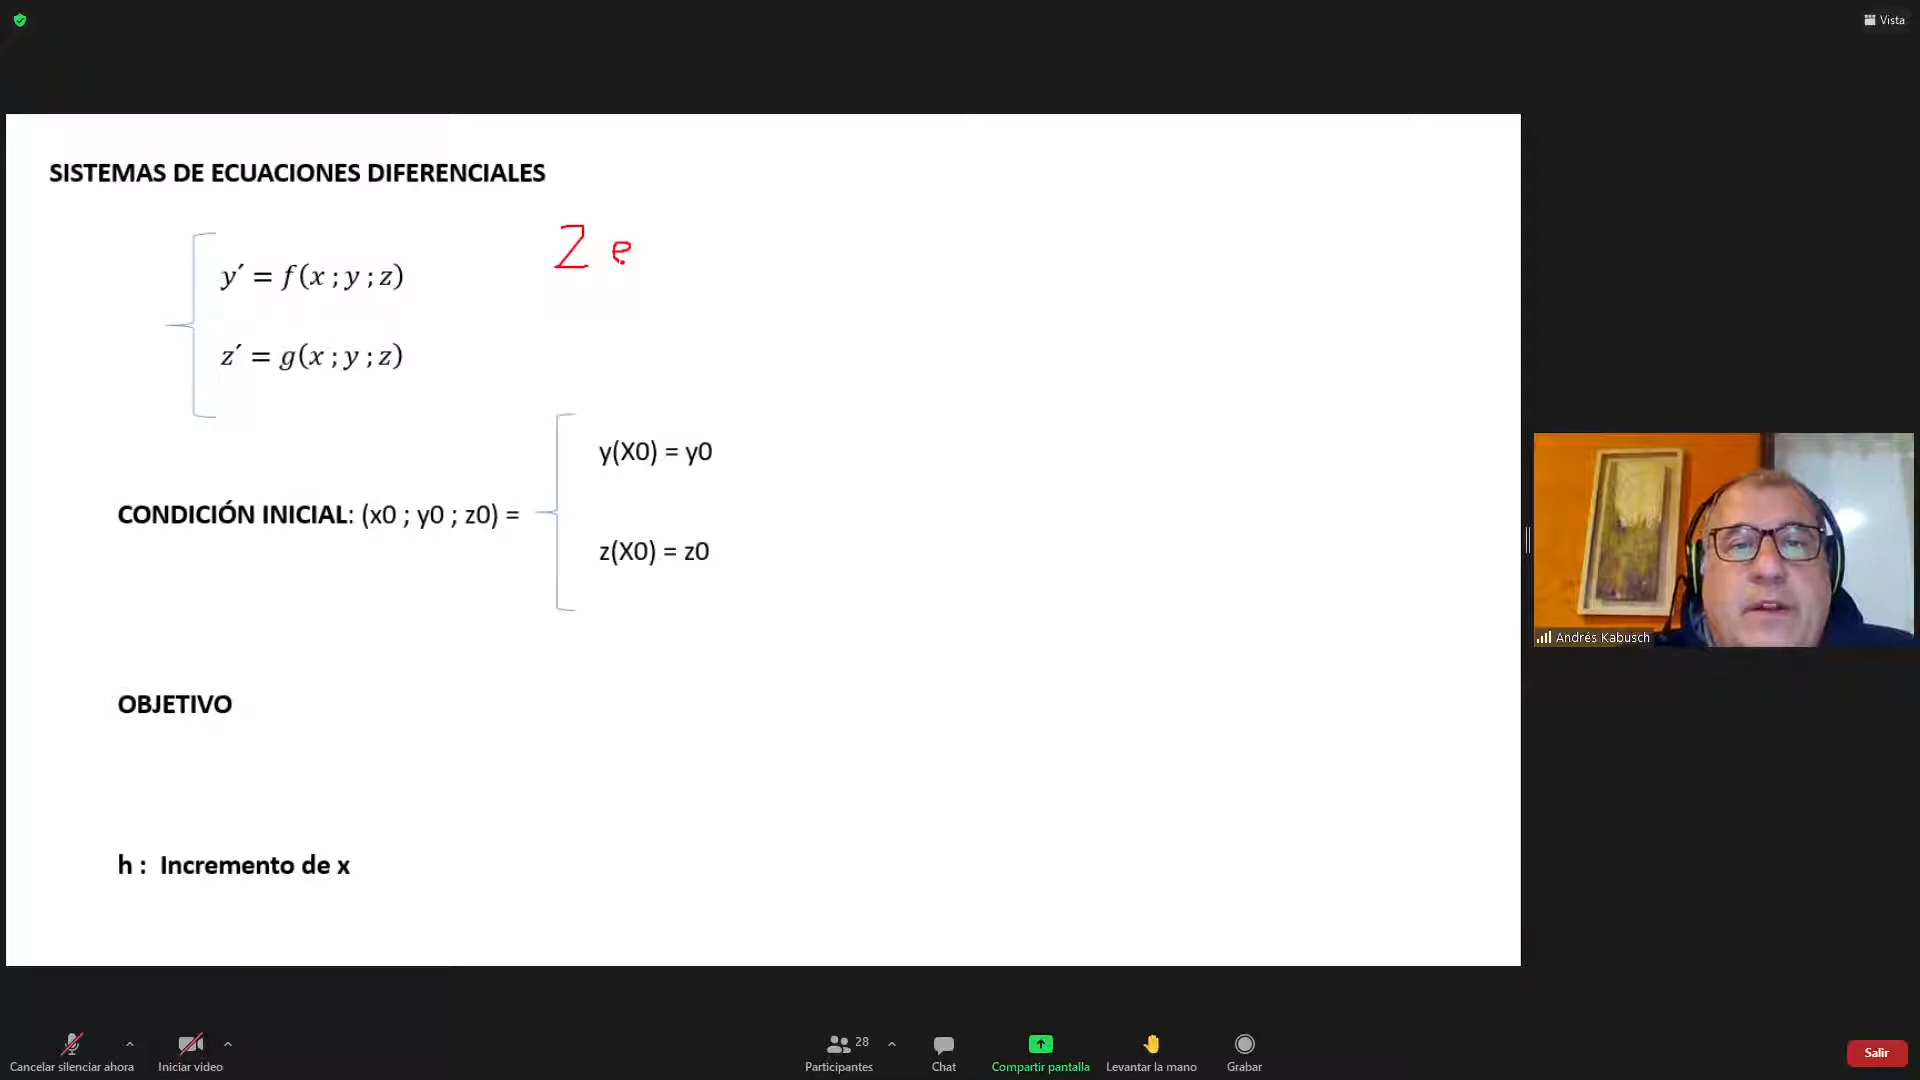 Vista
SISTEMAS DE ECUACIONES DIFERENCIALES
2 e
y´ = f(x ; y ; z)
z´ = g(x ; y ; z)
y(X0) = y0
CONDICIÓN INICIAL: (x0 ; y0 ; z0) =
z(X0) = z0
Andrés Kabusch
OBJETIVO
h : Incremento de x
28
Cancelar silenciar ahora
Iniciar video
Participantes
Chat
Compartir pantalla
Levantar la mano
Grabar
Salir